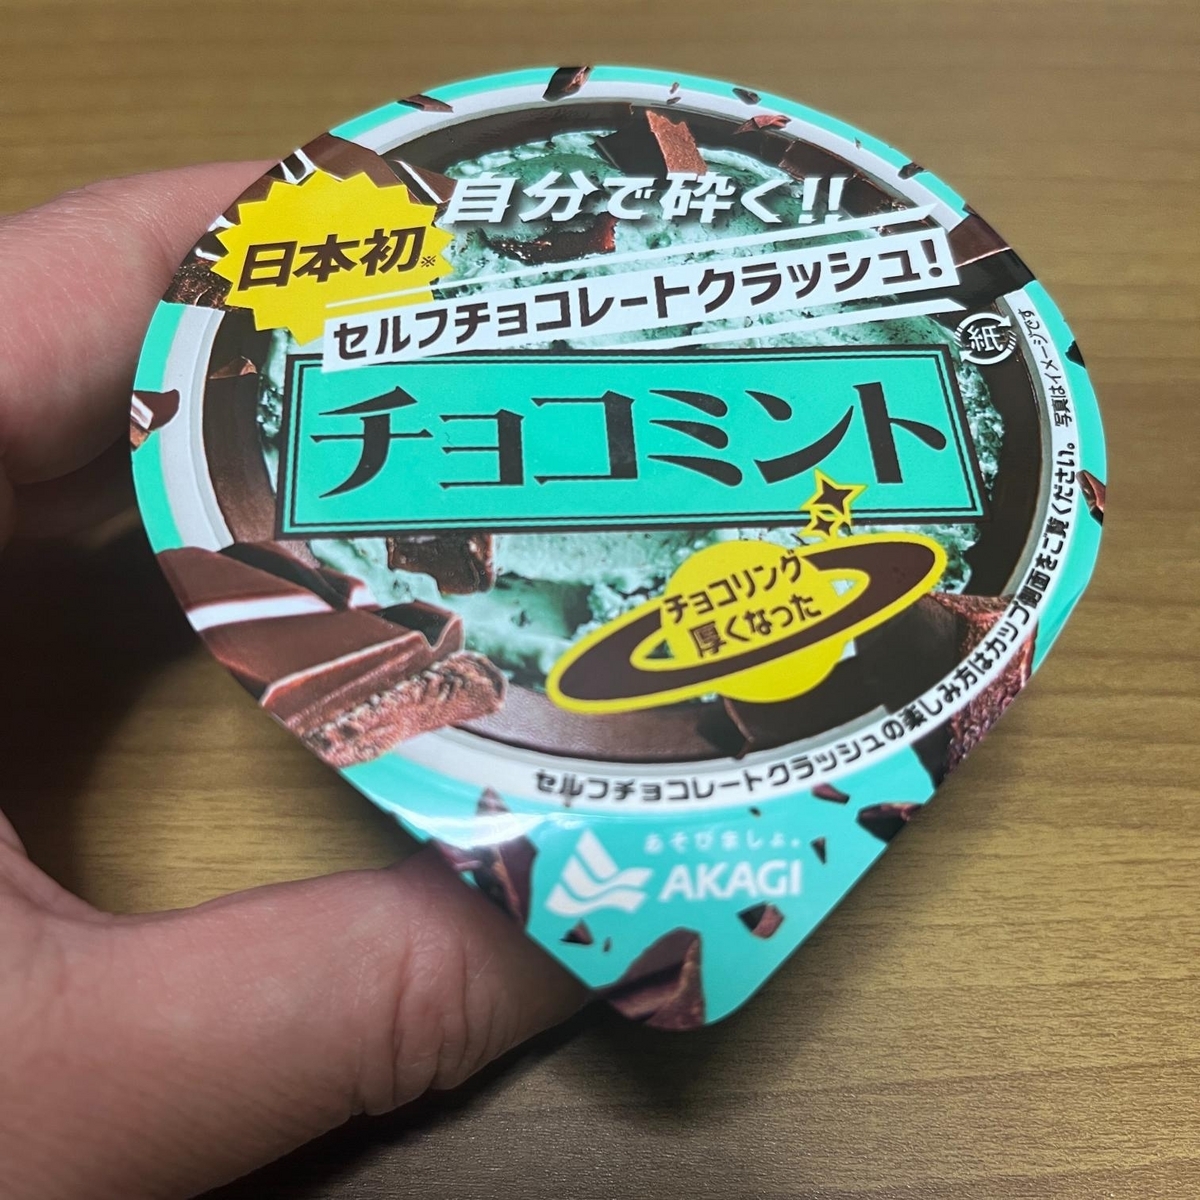 日本初※
自分で砕く!!
セルフチョコレートクラッシュ!
チョコミント
紙
チョコリング
厚くなった
セルフチョコレートクラッシュの楽しみ方はカップ側面をご覧ください。
写真はイメージです
あそびましょ。
AKAGI